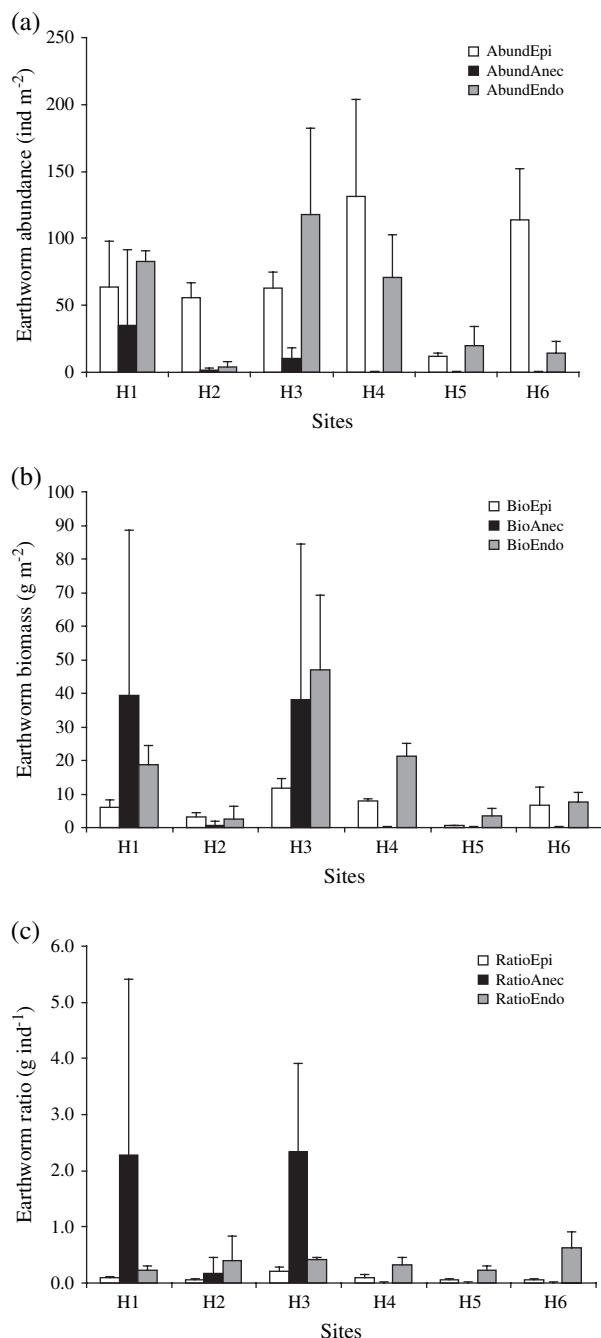 (a)
250
200
150
100
50
0
Earthworm abundance (ind m⁻²)
AbundEpi
AbundAnec
AbundEndo
H1 H2 H3 H4 H5 H6
Sites
(b)
100
90
80
70
60
50
40
30
20
10
0
Earthworm biomass (g m⁻²)
BioEpi
BioAnec
BioEndo
H1 H2 H3 H4 H5 H6
Sites
(c)
6.0
5.0
4.0
3.0
2.0
1.0
0.0
Earthworm ratio (g ind⁻¹)
RatioEpi
RatioAnec
RatioEndo
H1 H2 H3 H4 H5 H6
Sites